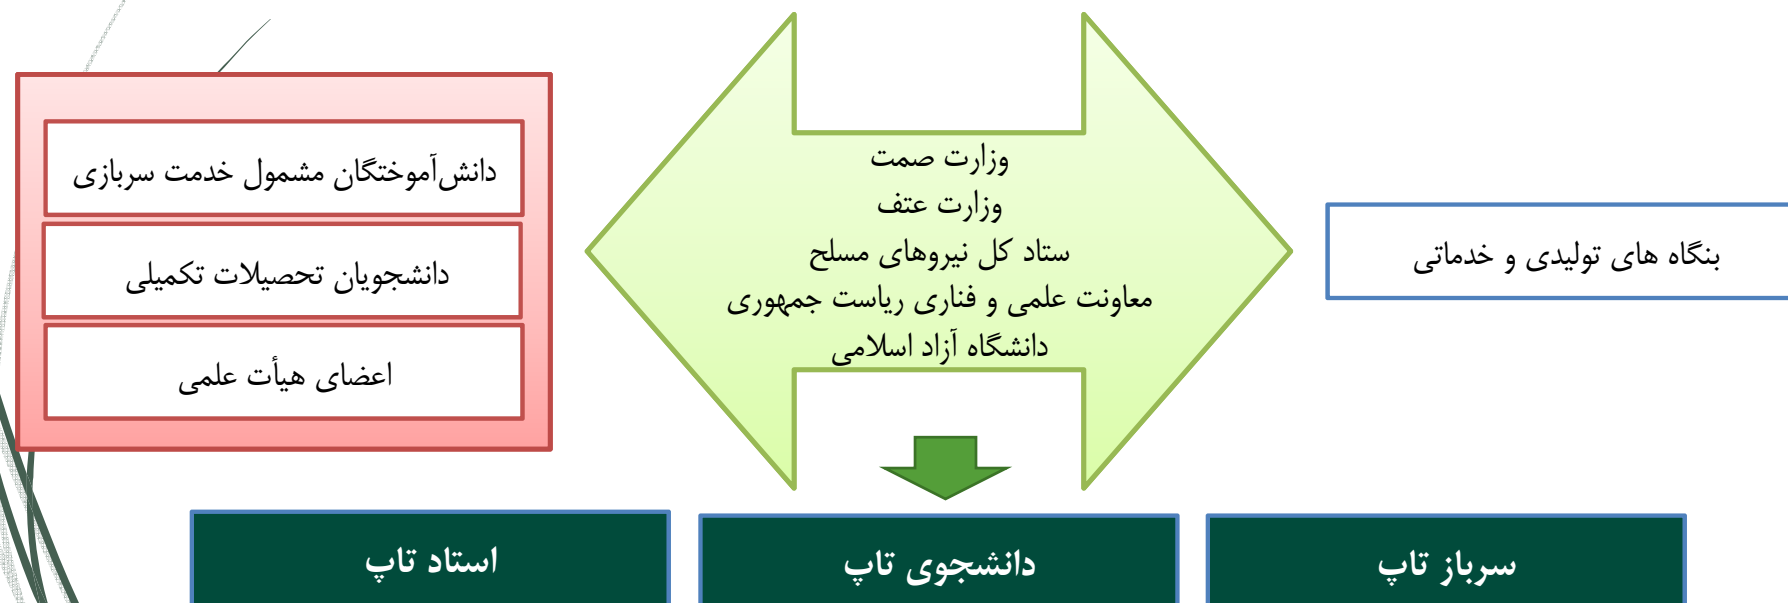 بنگاه های تولیدی و خدماتی
وزارت صمت
وزارت عتف
ستاد کل نیروهای مسلح
معاونت علمی و فناری ریاست جمهوری
دانشگاه آزاد اسلامی
دانش‌آموختگان مشمول خدمت سربازی
دانشجویان تحصیلات تکمیلی
اعضای هیأت علمی
سرباز تاپ
دانشجوی تاپ
استاد تاپ